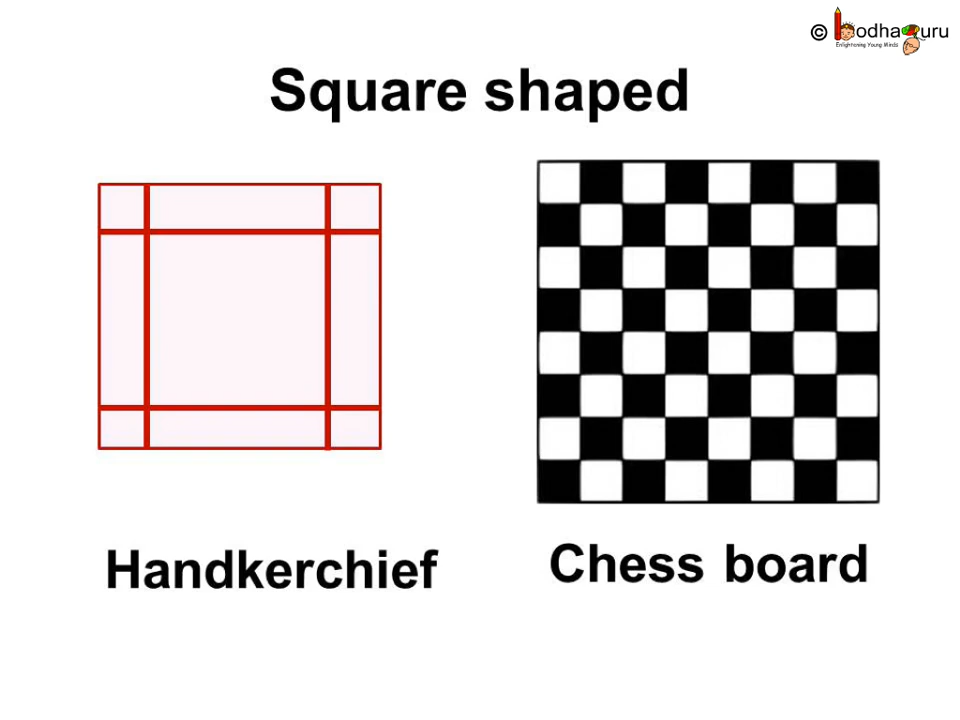 © BodhaGuru
Enlightening Young Minds
Square shaped
Handkerchief
Chess board